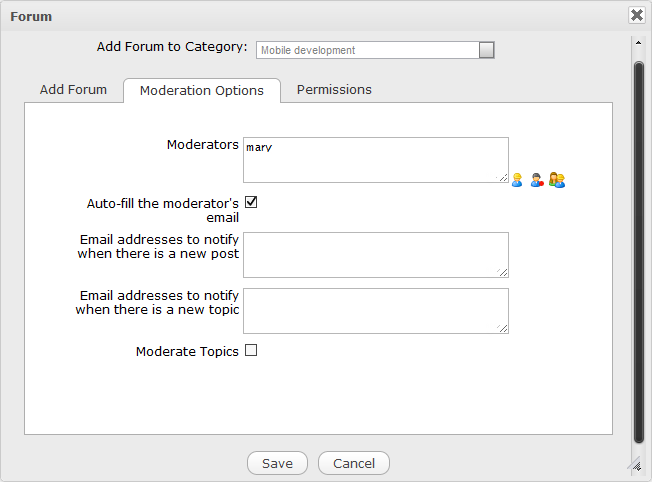 Forum
Add Forum to Category:
Mobile development
Add Forum
Moderation Options
Permissions
Moderators
mary
Auto-fill the moderator's
email
Email addresses to notify
when there is a new post
Email addresses to notify
when there is a new topic
Moderate Topics
Save
Cancel